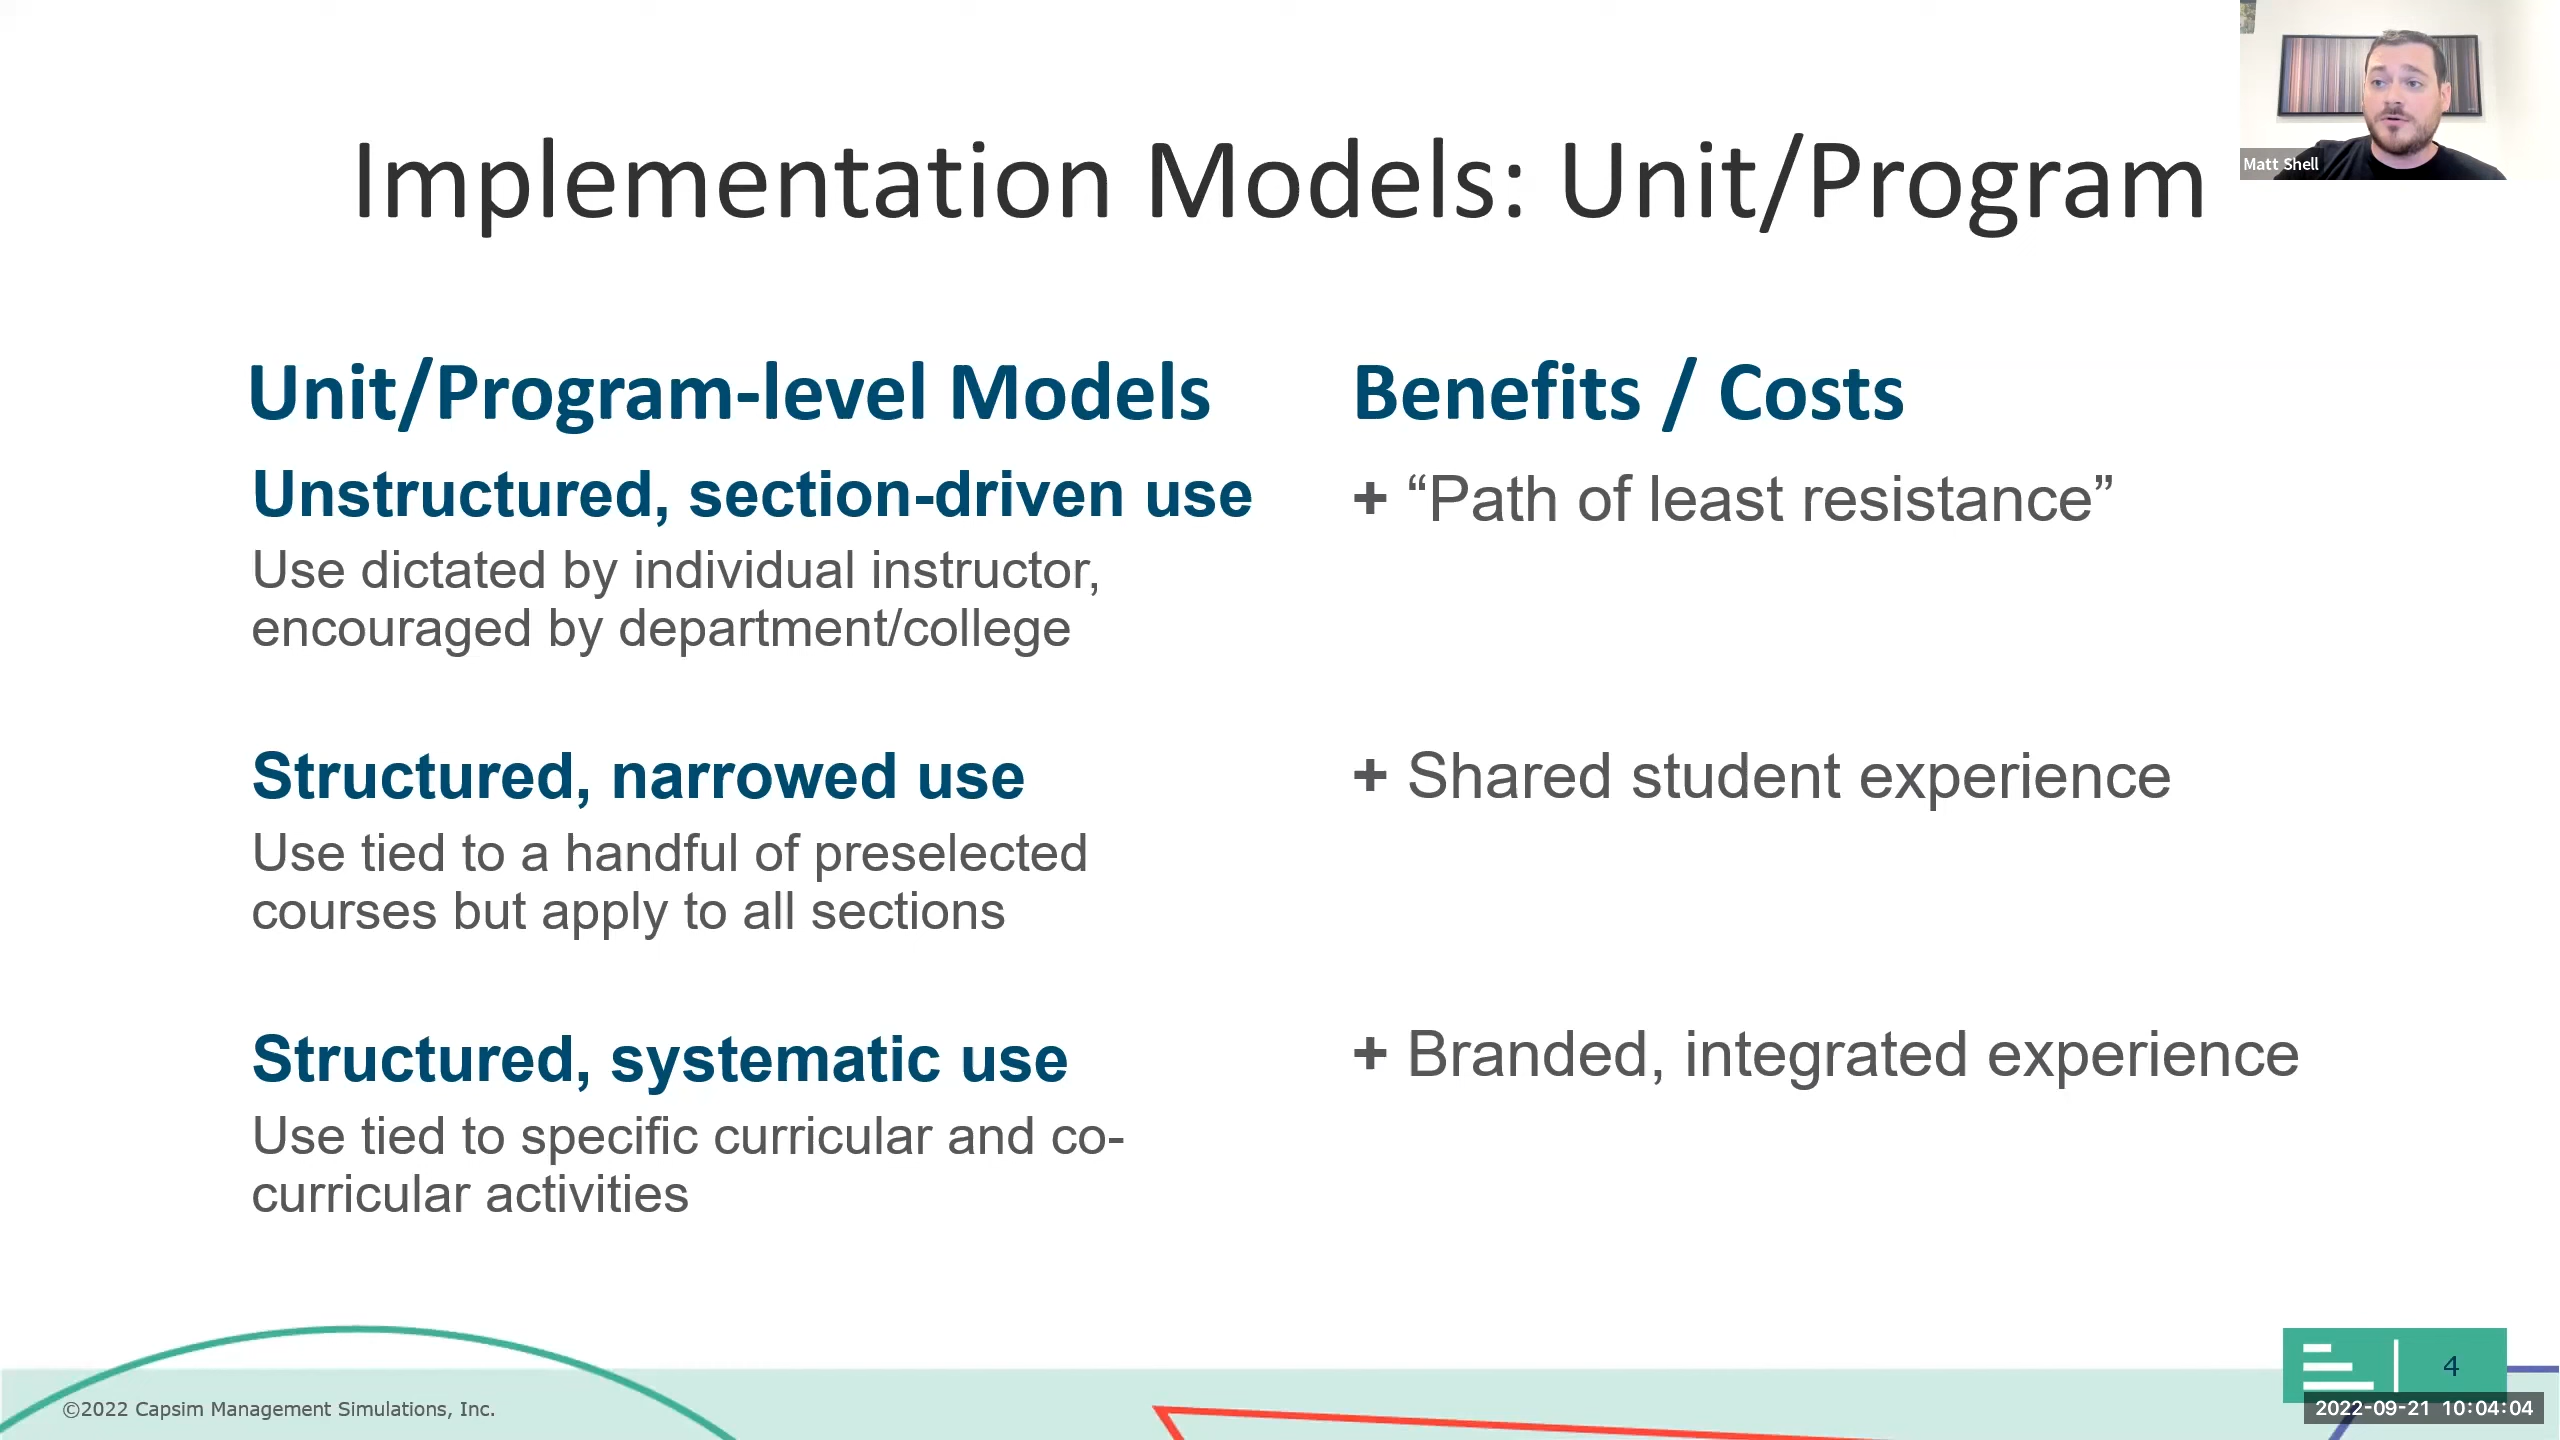 Implementation Models: Unit/Program
Matt Shell
Unit/Program-level Models
Unstructured, section-driven use
Use dictated by individual instructor,
encouraged by department/college
Structured, narrowed use
Use tied to a handful of preselected
courses but apply to all sections
Structured, systematic use
Use tied to specific curricular and co-
curricular activities
Benefits / Costs
+ “Path of least resistance”
+ Shared student experience
+ Branded, integrated experience
©2022 Capsim Management Simulations, Inc.
4
2022-09-21 10:04:04